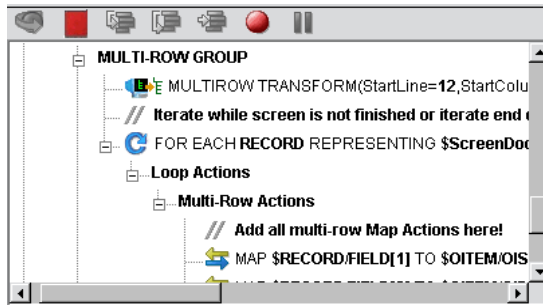 MULTI-ROW GROUP
MULTIROW TRANSFORM(StartLine=12,StartColu
// Iterate while screen is not finished or iterate end
FOR EACH RECORD REPRESENTING $ScreenDoc
Loop Actions
Multi-Row Actions
// Add all multi-row Map Actions here!
MAP $RECORD/FIELD[1] TO $OITEM/OIS